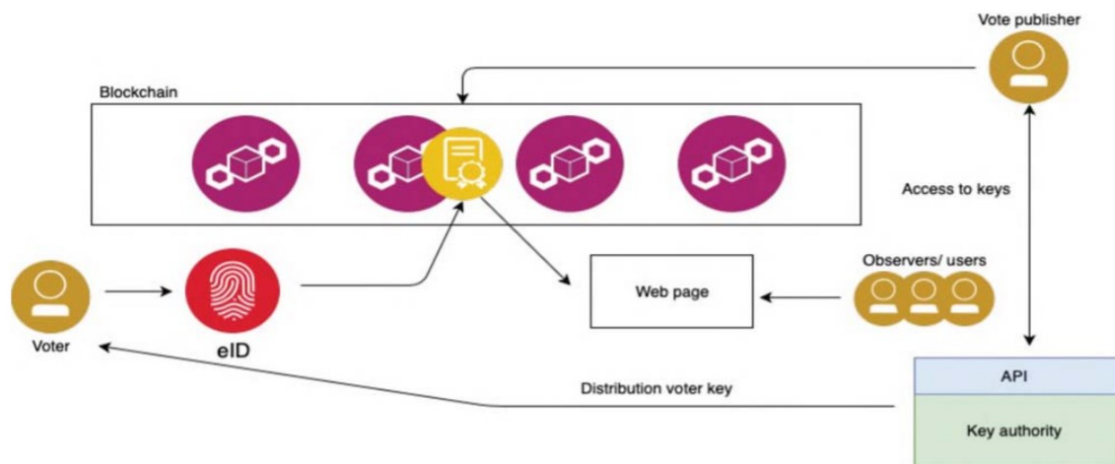 Vote publisher
Blockchain
Access to keys
Observers/ users
Web page
Voter
eID
API
Distribution voter key
Key authority